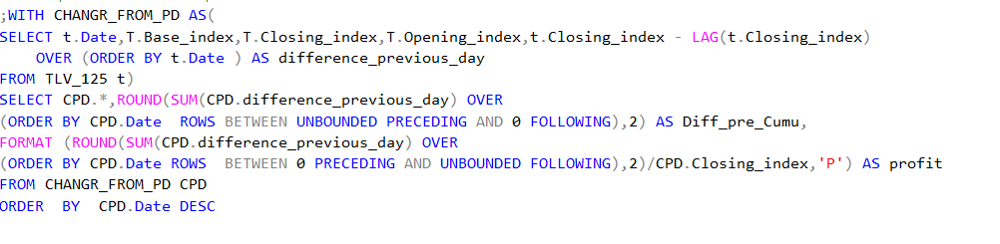 ;WITH CHANGR_FROM_PD AS(
SELECT t.Date,T.Base_index,T.Closing_index,T.Opening_index,t.Closing_index - LAG(t.Closing_index)
OVER (ORDER BY t.Date ) AS difference_previous_day
FROM TLV_125 t)
SELECT CPD.*,ROUND(SUM(CPD.difference_previous_day) OVER
(ORDER BY CPD.Date  ROWS BETWEEN UNBOUNDED PRECEDING AND 0 FOLLOWING),2) AS Diff_pre_Cumu,
FORMAT (ROUND(SUM(CPD.difference_previous_day) OVER
(ORDER BY CPD.Date ROWS  BETWEEN 0 PRECEDING AND UNBOUNDED FOLLOWING),2)/CPD.Closing_index,'P') AS profit
FROM CHANGR_FROM_PD CPD
ORDER  BY  CPD.Date DESC